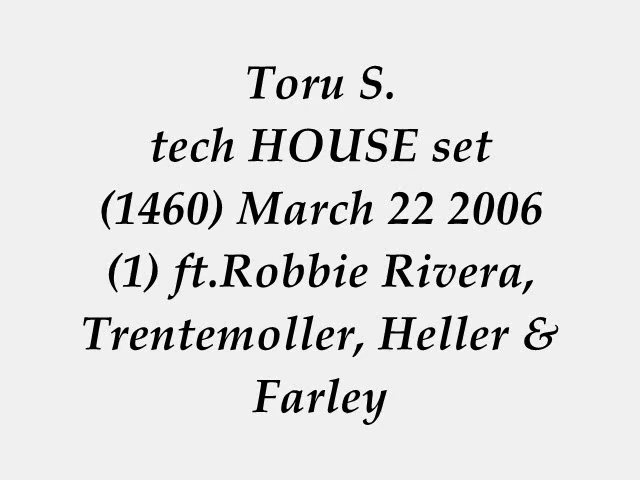 Toru S.
tech HOUSE set
(1460) March 22 2006
(1) ft.Robbie Rivera,
Trentemoller, Heller &
Farley